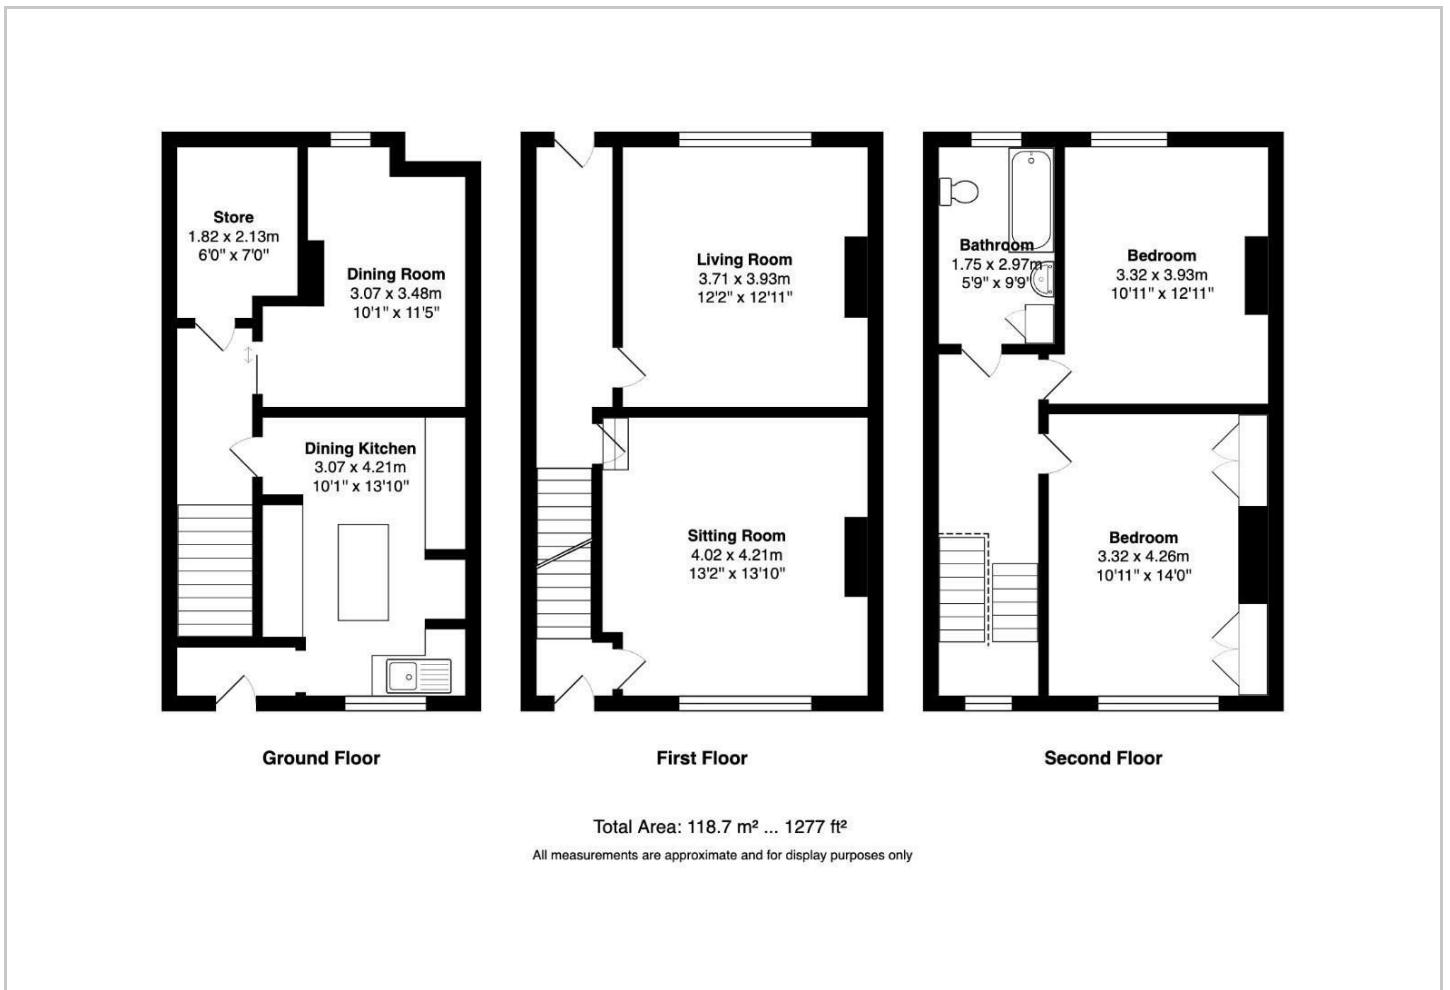 Store
1.82 x 2.13m
6'0" x 7'0"
Dining Room
3.07 x 3.48m
10'1" x 11'5"
Dining Kitchen
3.07 x 4.21m
10'1" x 13'10"
Ground Floor
Living Room
3.71 x 3.93m
12'2" x 12'11"
Sitting Room
4.02 x 4.21m
13'2" x 13'10"
First Floor
Bathroom
1.75 x 2.97m
5'9" x 9'9"
Bedroom
3.32 x 3.93m
10'11" x 12'11"
Bedroom
3.32 x 4.26m
10'11" x 14'0"
Second Floor
Total Area: 118.7 m² ... 1277 ft²
All measurements are approximate and for display purposes only